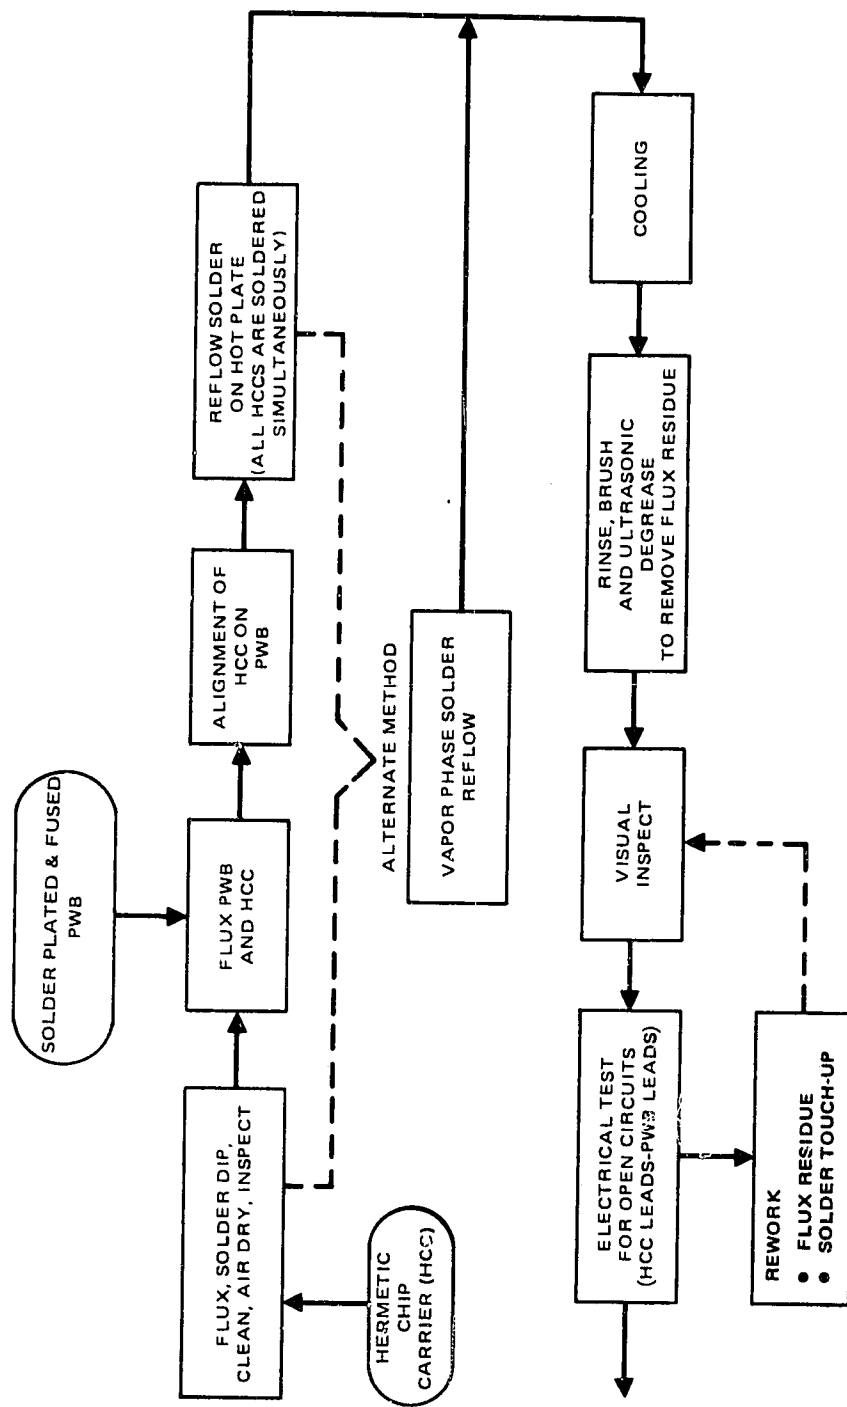 SOLDER PLATED & FUSED
PWB
FLUX, SOLDER DIP,
CLEAN, AIR DRY, INSPECT
FLUX PWB
AND HCC
ALIGNMENT OF
HCC ON
PWB
REFLOW SOLDER
ON HOT PLATE
(ALL HCCS ARE SOLDERED
SIMULTANEOUSLY)
HERMETIC
CHIP
CARRIER (HCC)
ALTERNATE METHOD
VAPOR PHASE SOLDER
REFLOW
COOLING
RINSE, BRUSH
AND ULTRASONIC
DEGREASE
TO REMOVE FLUX RESIDUE
VISUAL
INSPECT
ELECTRICAL TEST
FOR OPEN CIRCUITS
(HCC LEADS-PWB LEADS)
REWORK
● FLUX RESIDUE
● SOLDER TOUCH-UP